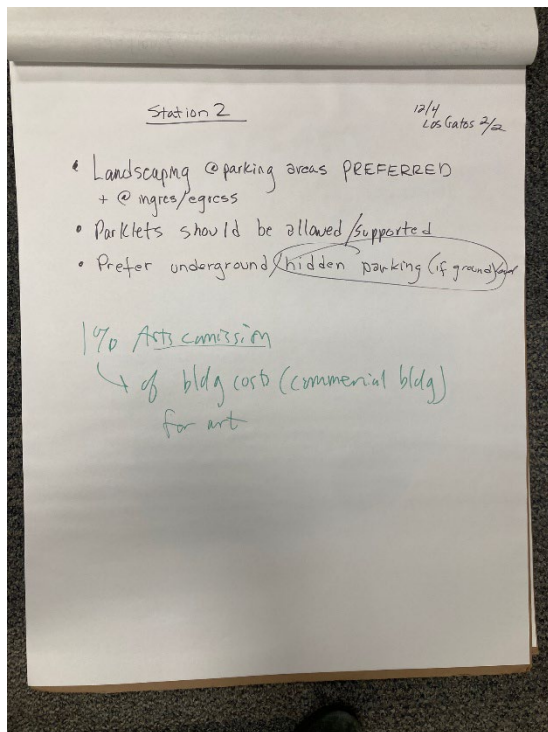 Station 2
12/4
Los Gatos 2/2
• Landscaping @ parking areas PREFERRED
+ @ ingres/egress
• Parklets should be allowed/supported
• Prefer underground/hidden parking (if ground)
1% Arts comission
↳ of bldg costs (commercial bldg)
for art